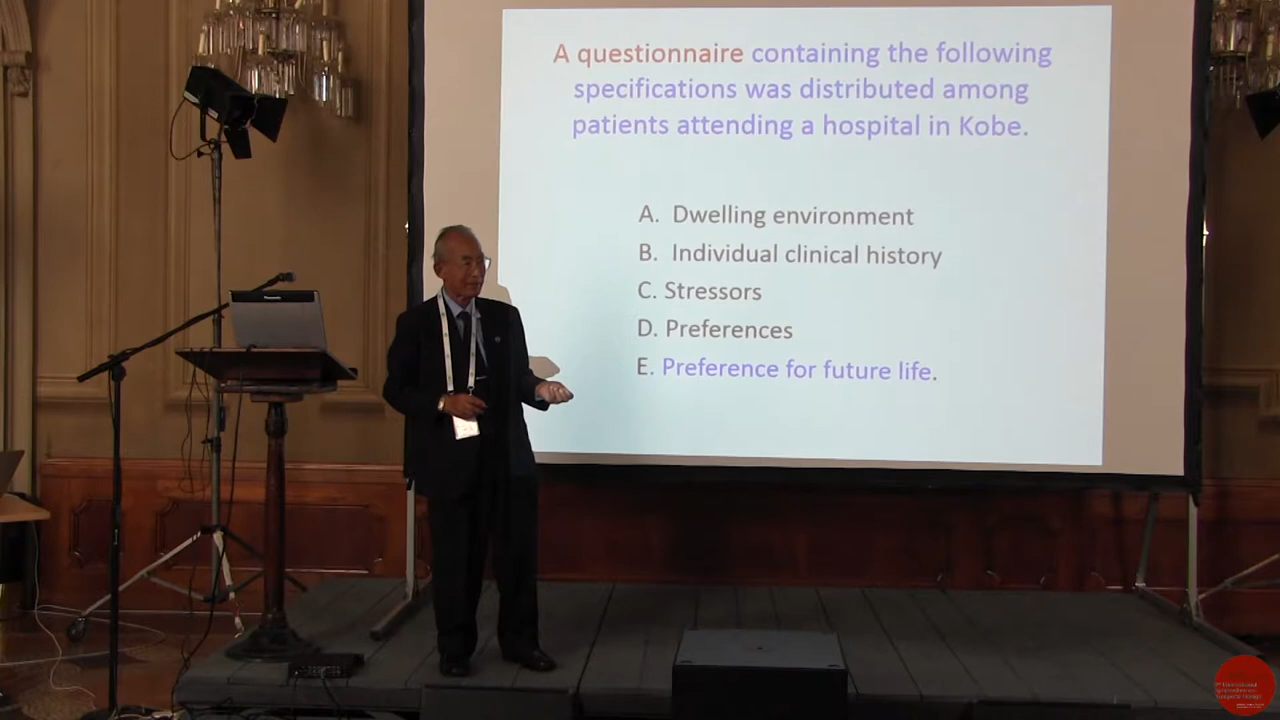 A questionnaire containing the following
specifications was distributed among
patients attending a hospital in Kobe.
A. Dwelling environment
B. Individual clinical history
C. Stressors
D. Preferences
E. Preference for future life.
Panasonic